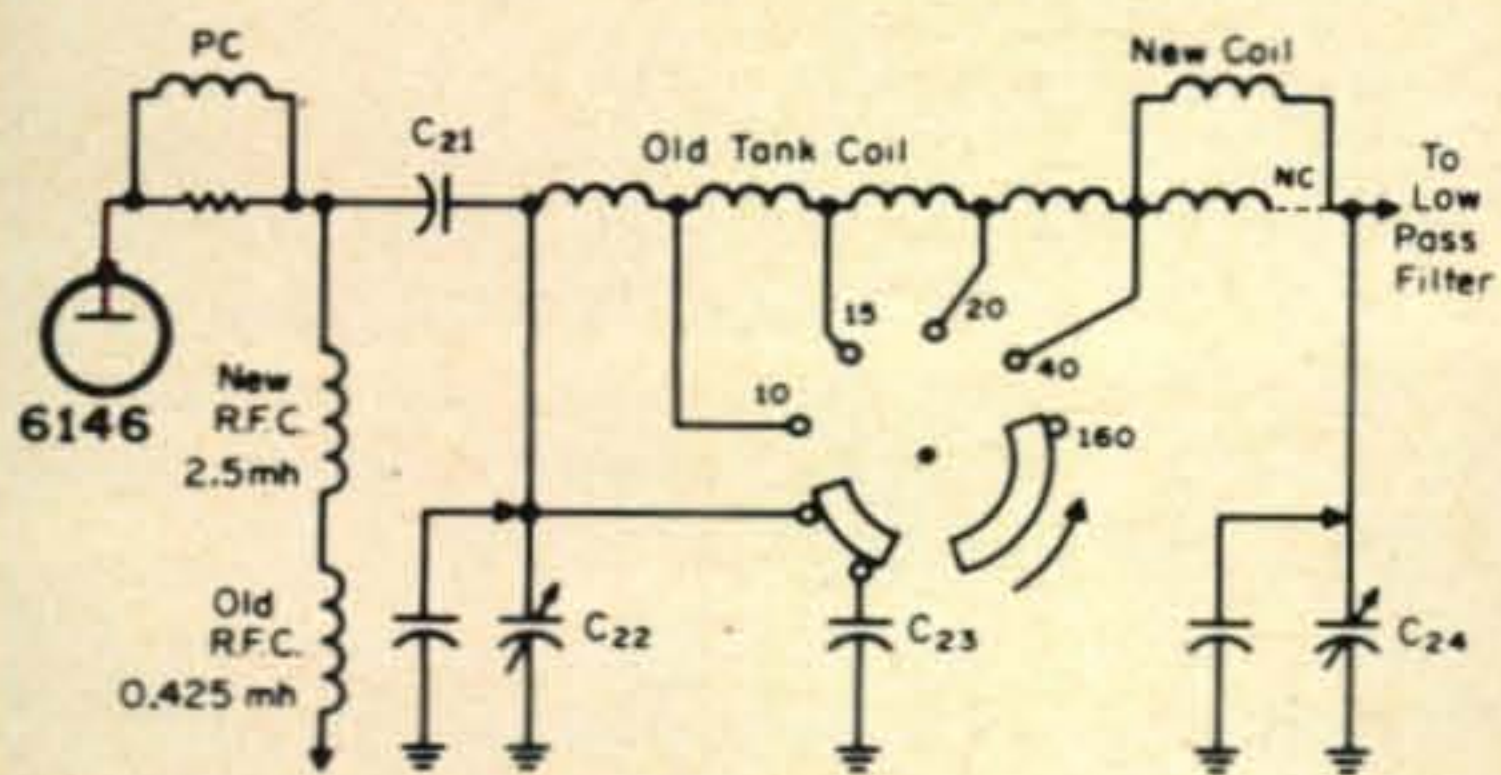 PC
New Coil
C21
Old Tank Coil
NC
To
Low
Pass
Filter
15
20
40
10
160
6146
New
R.F.C.
2.5mh
Old
R.F.C.
0.425 mh
C22
C23
C24